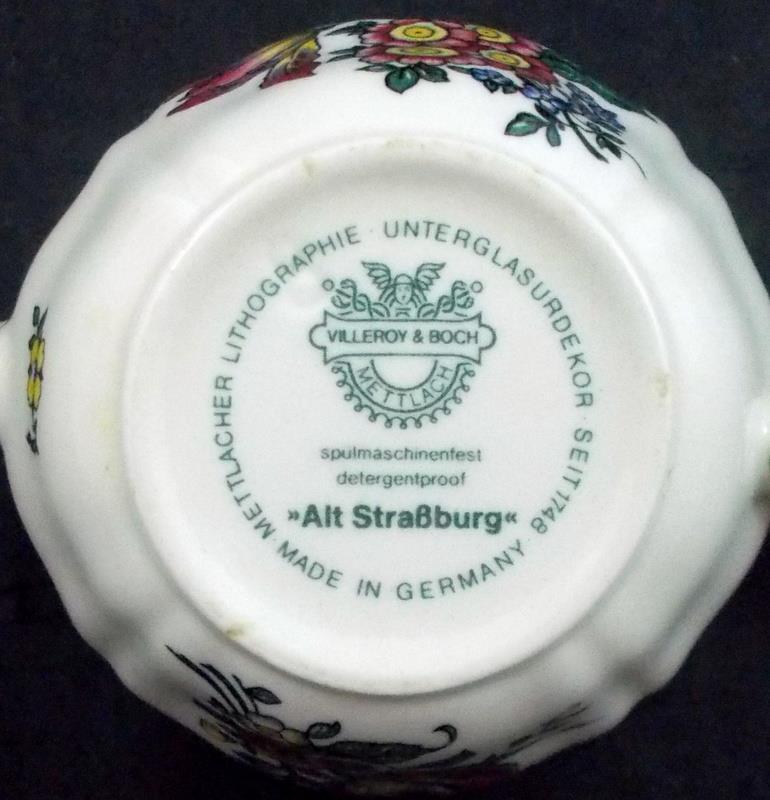 METTLACHER LITHOGRAPHIE · UNTERGLASURDEKOR · SEIT 1748 · MADE IN GERMANY ·
VILLEROY & BOCH
METTLACH
spulmaschinenfest
detergentproof
»Alt Straßburg«